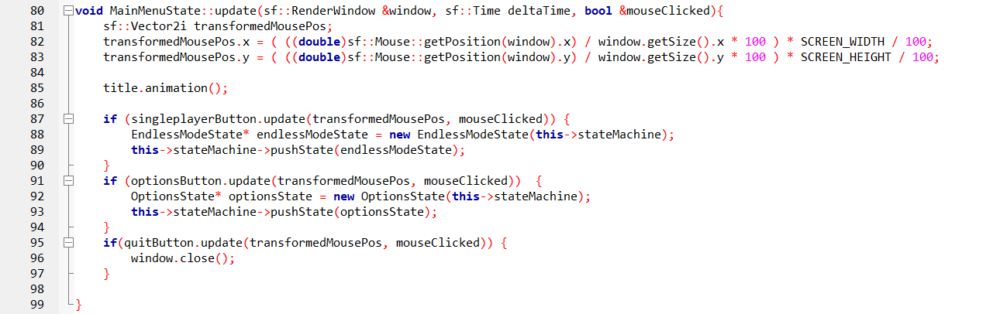 80 void MainMenuState::update(sf::RenderWindow &window, sf::Time deltaTime, bool &mouseClicked){
81 sf::Vector2i transformedMousePos;
82 transformedMousePos.x = ( ((double)sf::Mouse::getPosition(window).x) / window.getSize().x * 100 ) * SCREEN_WIDTH / 100;
83 transformedMousePos.y = ( ((double)sf::Mouse::getPosition(window).y) / window.getSize().y * 100 ) * SCREEN_HEIGHT / 100;
84
85 title.animation();
86
87 if (singleplayerButton.update(transformedMousePos, mouseClicked)) {
88 EndlessModeState* endlessModeState = new EndlessModeState(this->stateMachine);
89 this->stateMachine->pushState(endlessModeState);
90 }
91 if (optionsButton.update(transformedMousePos, mouseClicked))  {
92 OptionsState* optionsState = new OptionsState(this->stateMachine);
93 this->stateMachine->pushState(optionsState);
94 }
95 if(quitButton.update(transformedMousePos, mouseClicked)) {
96 window.close();
97 }
98
99 }